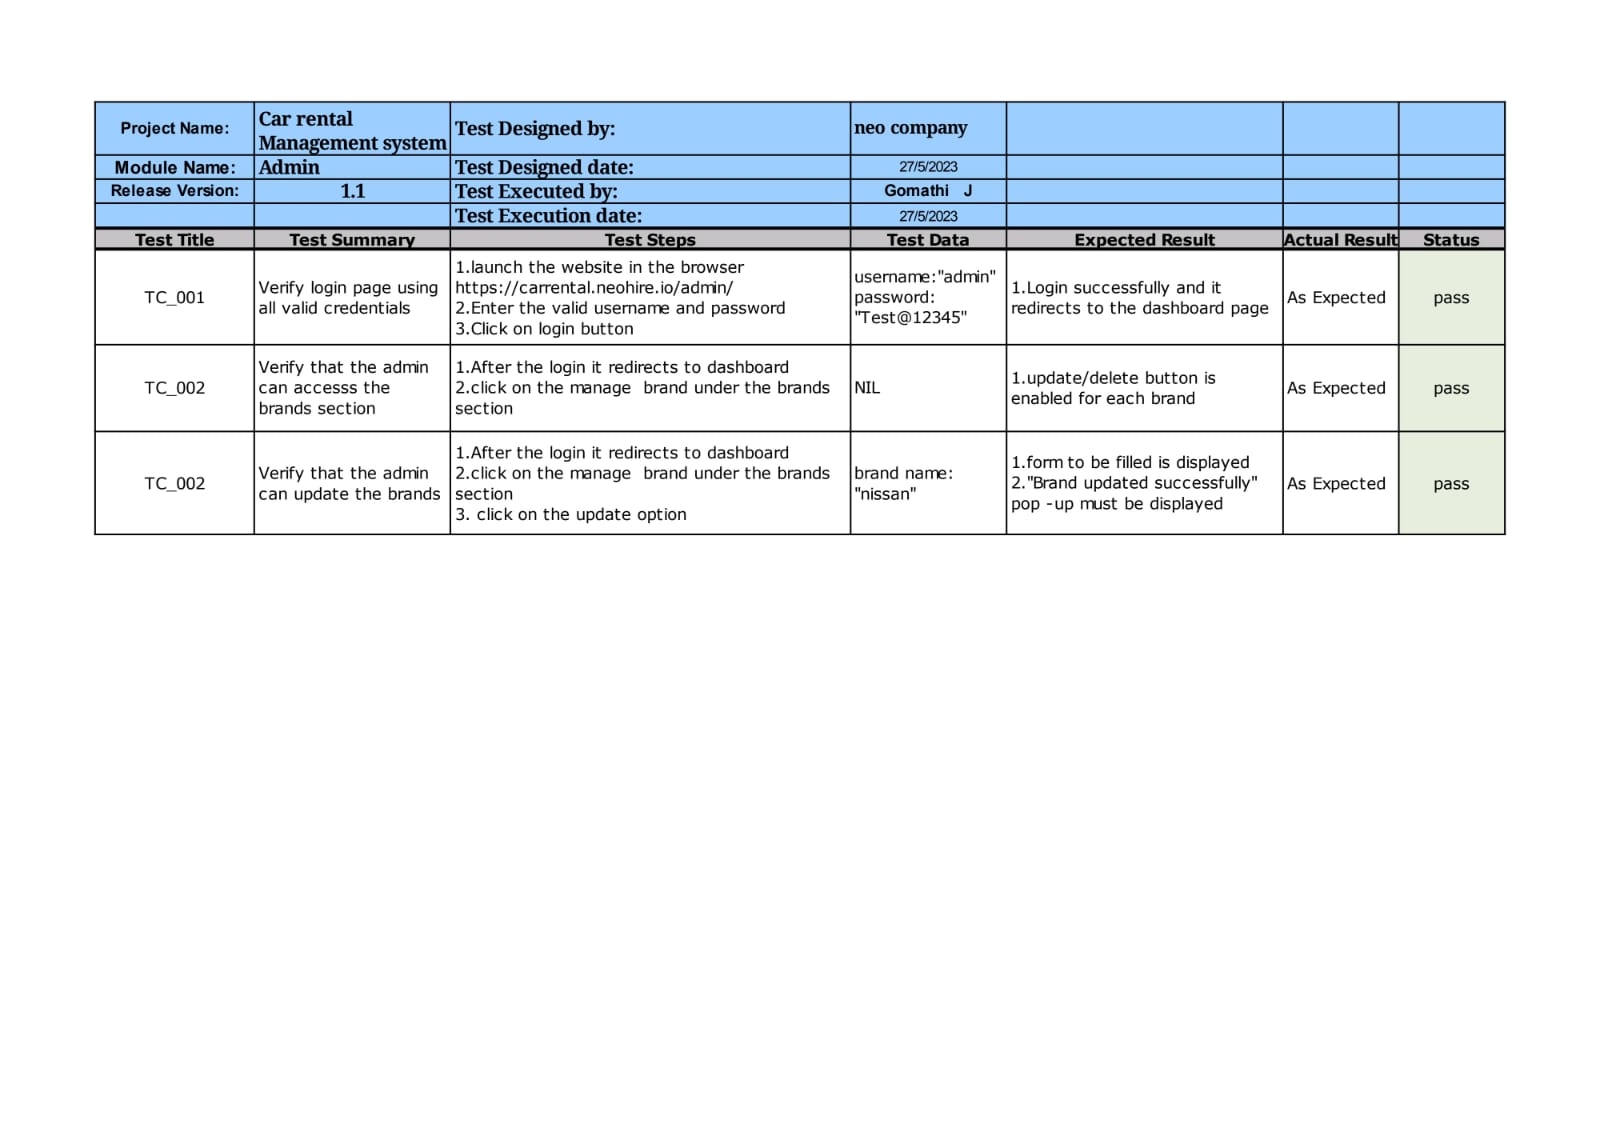 Project Name: Car rental Management system Test Designed by: neo company
Module Name: Admin Test Designed date: 27/5/2023
Release Version: 1.1 Test Executed by: Gomathi J
Test Execution date: 27/5/2023
Test Title Test Summary Test Steps Test Data Expected Result Actual Result Status
TC_001
Verify login page using
all valid credentials
1.launch the website in the browser
https://carrental.neohire.io/admin/
2.Enter the valid username and password
3.Click on login button
username:"admin"
password:
"Test@12345"
1.Login successfully and it
redirects to the dashboard page
As Expected
pass
TC_002
Verify that the admin
can accesss the
brands section
1.After the login it redirects to dashboard
2.click on the manage  brand under the brands
section
NIL
1.update/delete button is
enabled for each brand
As Expected
pass
TC_002
Verify that the admin
can update the brands
1.After the login it redirects to dashboard
2.click on the manage  brand under the brands
section
3. click on the update option
brand name:
"nissan"
1.form to be filled is displayed
2."Brand updated successfully"
pop -up must be displayed
As Expected
pass